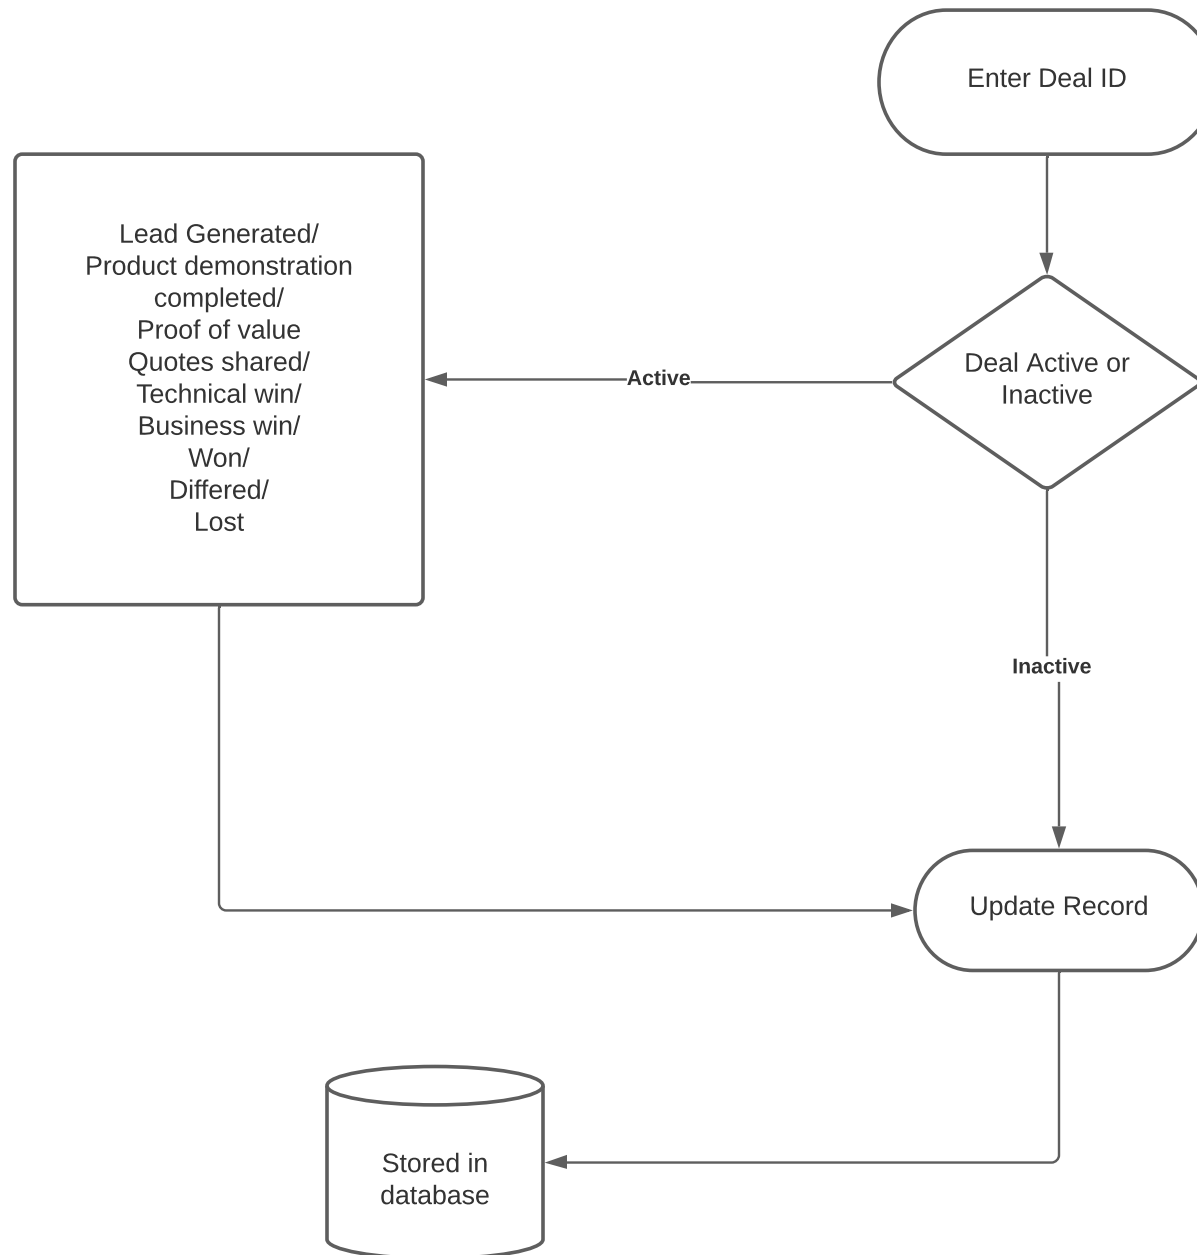 Enter Deal ID
Lead Generated/
Product demonstration
completed/
Proof of value
Quotes shared/
Technical win/
Business win/
Won/
Differed/
Lost
Active
Deal Active or
Inactive
Inactive
Update Record
Stored in
database